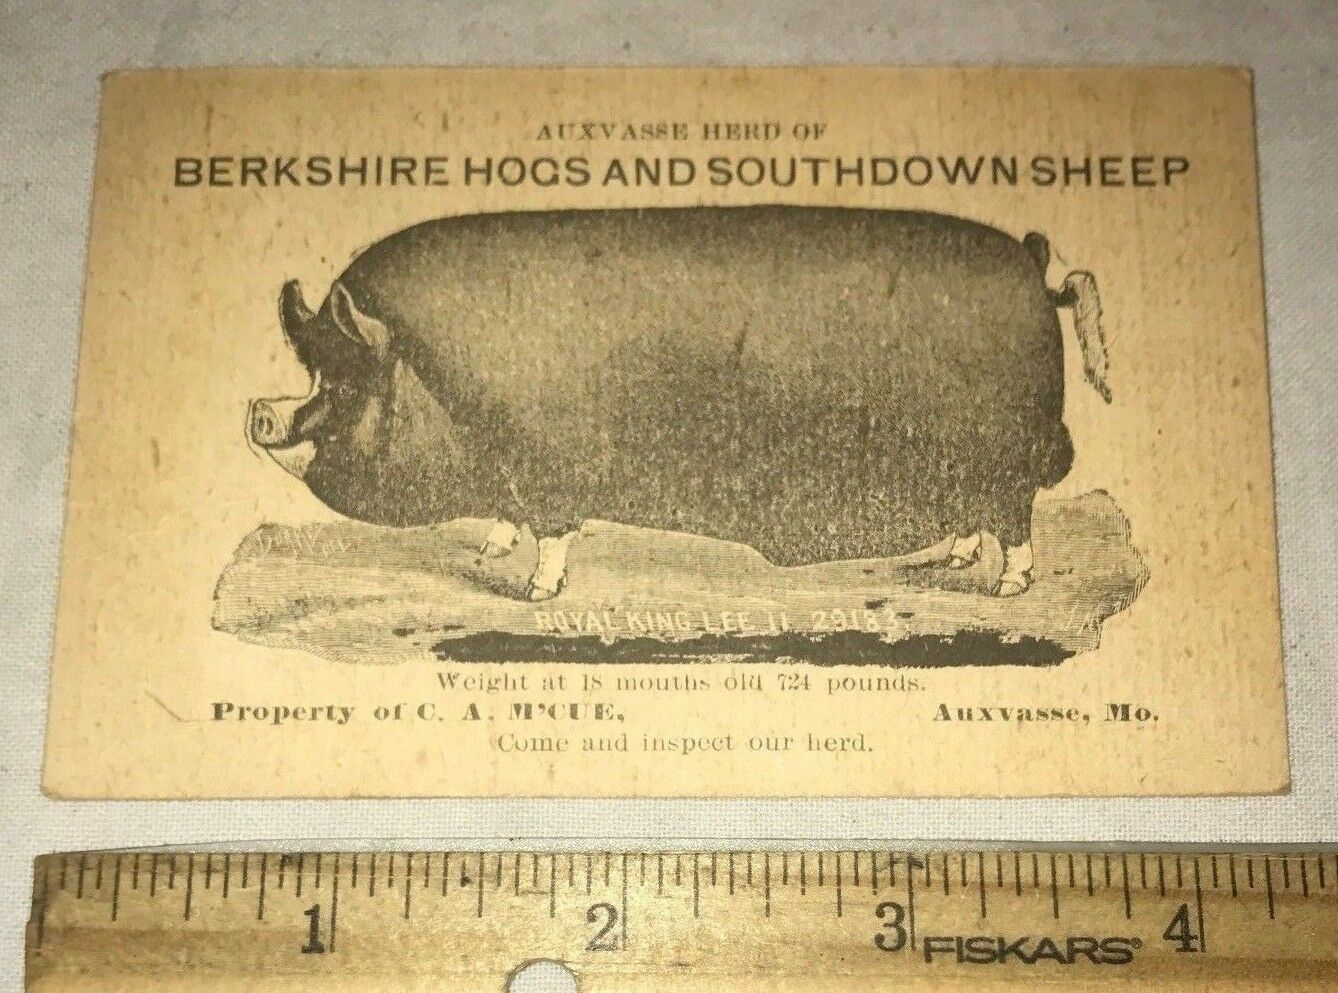 AUXVASSE HERD OF
BERKSHIRE HOGS AND SOUTHDOWN SHEEP
ROYAL KING LEE II 29183
Weight at 18 months old 724 pounds.
Property of C. A. M'CUE, Auxvasse, Mo.
Come and inspect our herd.
1 2 3 FISKARS® 4